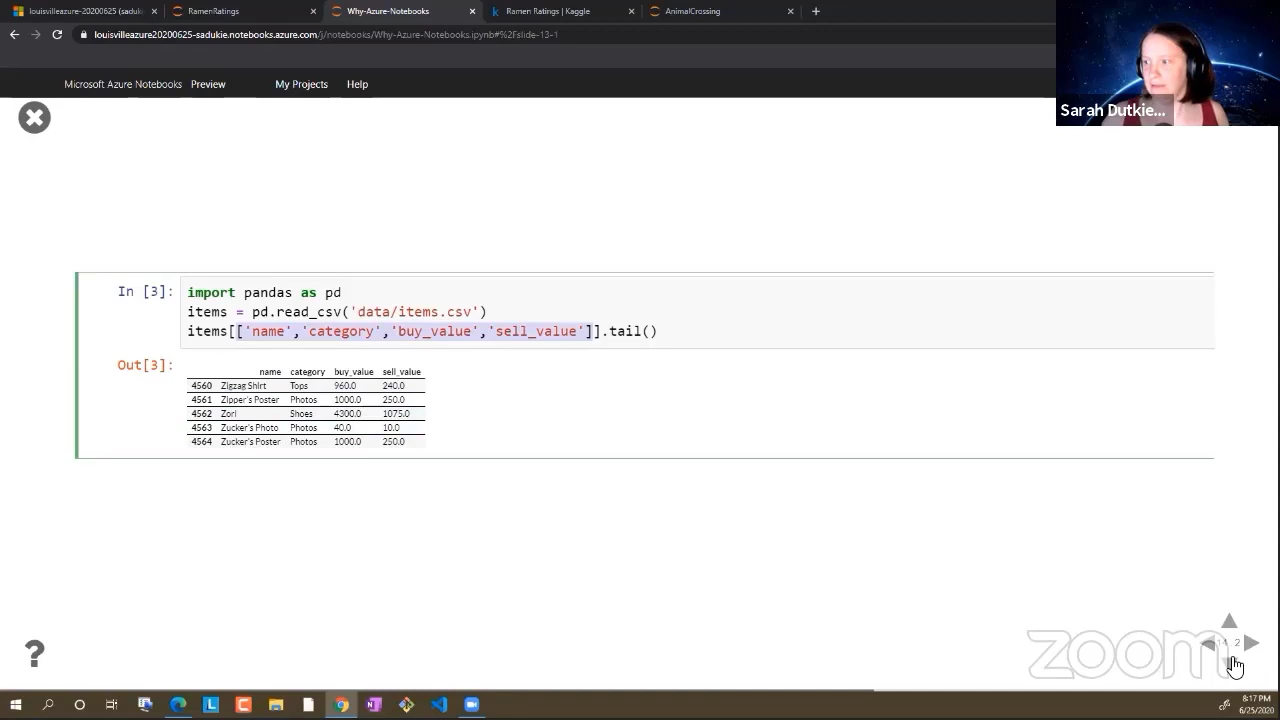 louisvilleazure20200625 (saduki
RamenRatings
Why-Azure-Notebooks
Ramen Ratings | Kaggle
AnimalCrossing
louisvilleazure20200625-sadukie.notebooks.azure.com/j/notebooks/Why-Azure-Notebooks.ipynb#%2Fslide-13-1
Microsoft Azure Notebooks Preview My Projects Help
Sarah Dutkie...
In [3]:
import pandas as pd
items = pd.read_csv('data/items.csv')
items[['name','category','buy_value','sell_value']].tail()
Out[3]:
name category buy_value sell_value
4560 Zigzag Shirt Tops 960.0 240.0
4561 Zipper's Poster Photos 1000.0 250.0
4562 Zori Shoes 4300.0 1075.0
4563 Zucker's Photo Photos 40.0 10.0
4564 Zucker's Poster Photos 1000.0 250.0
zoom
14 2
8:17 PM
6/25/2020